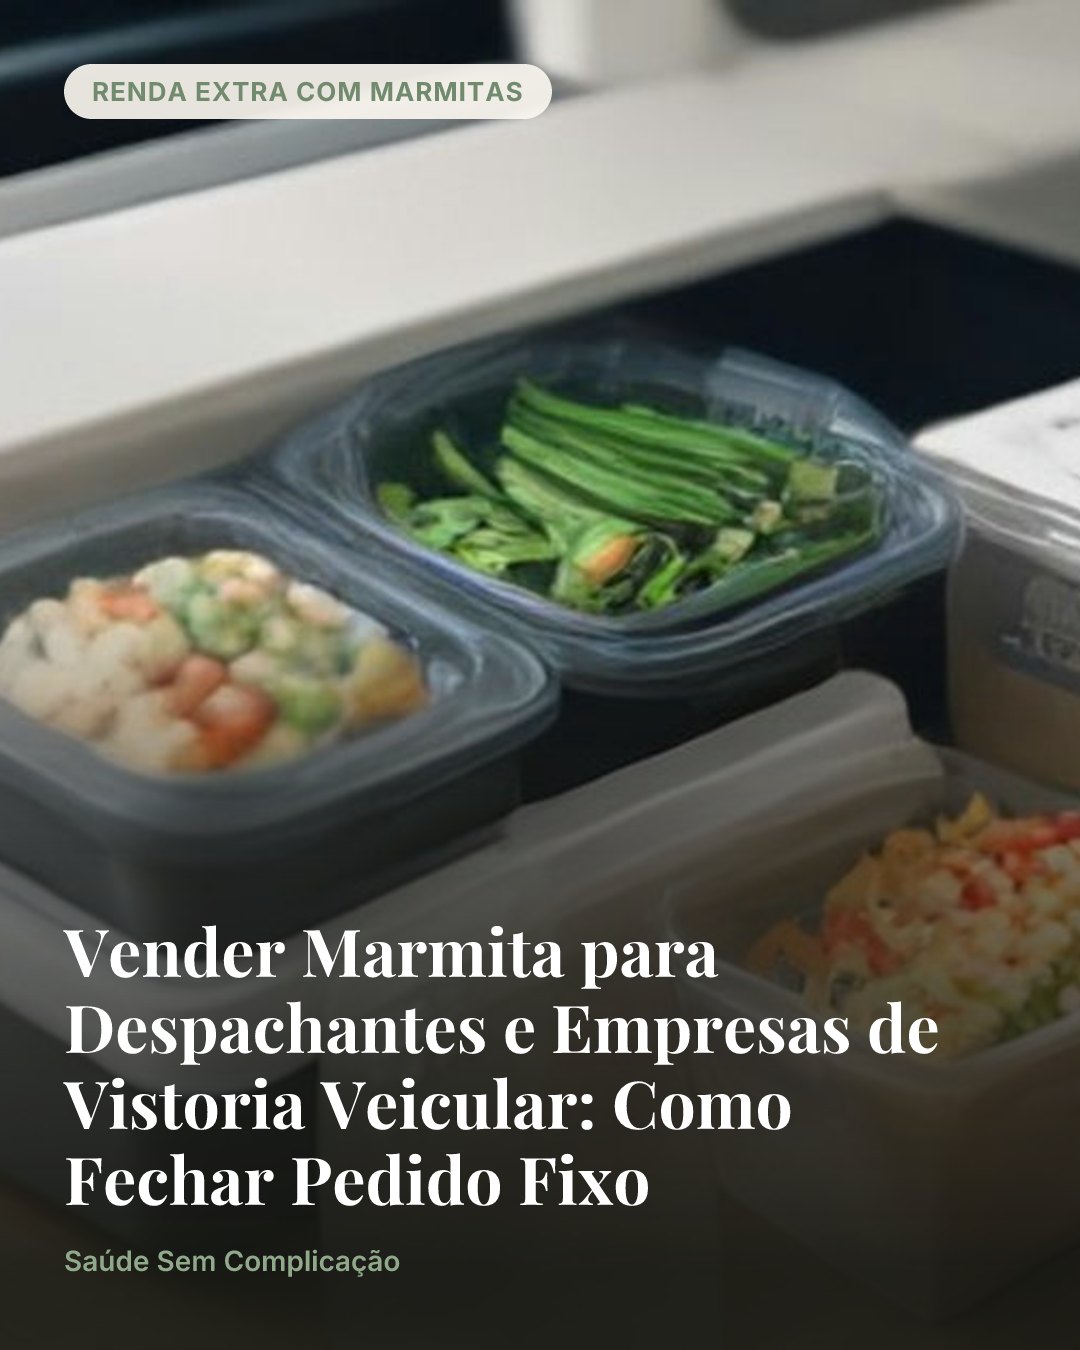 RENDA EXTRA COM MARMITAS
Vender Marmita para
Despachantes e Empresas de
Vistoria Veicular: Como
Fechar Pedido Fixo
Saúde Sem Complicação